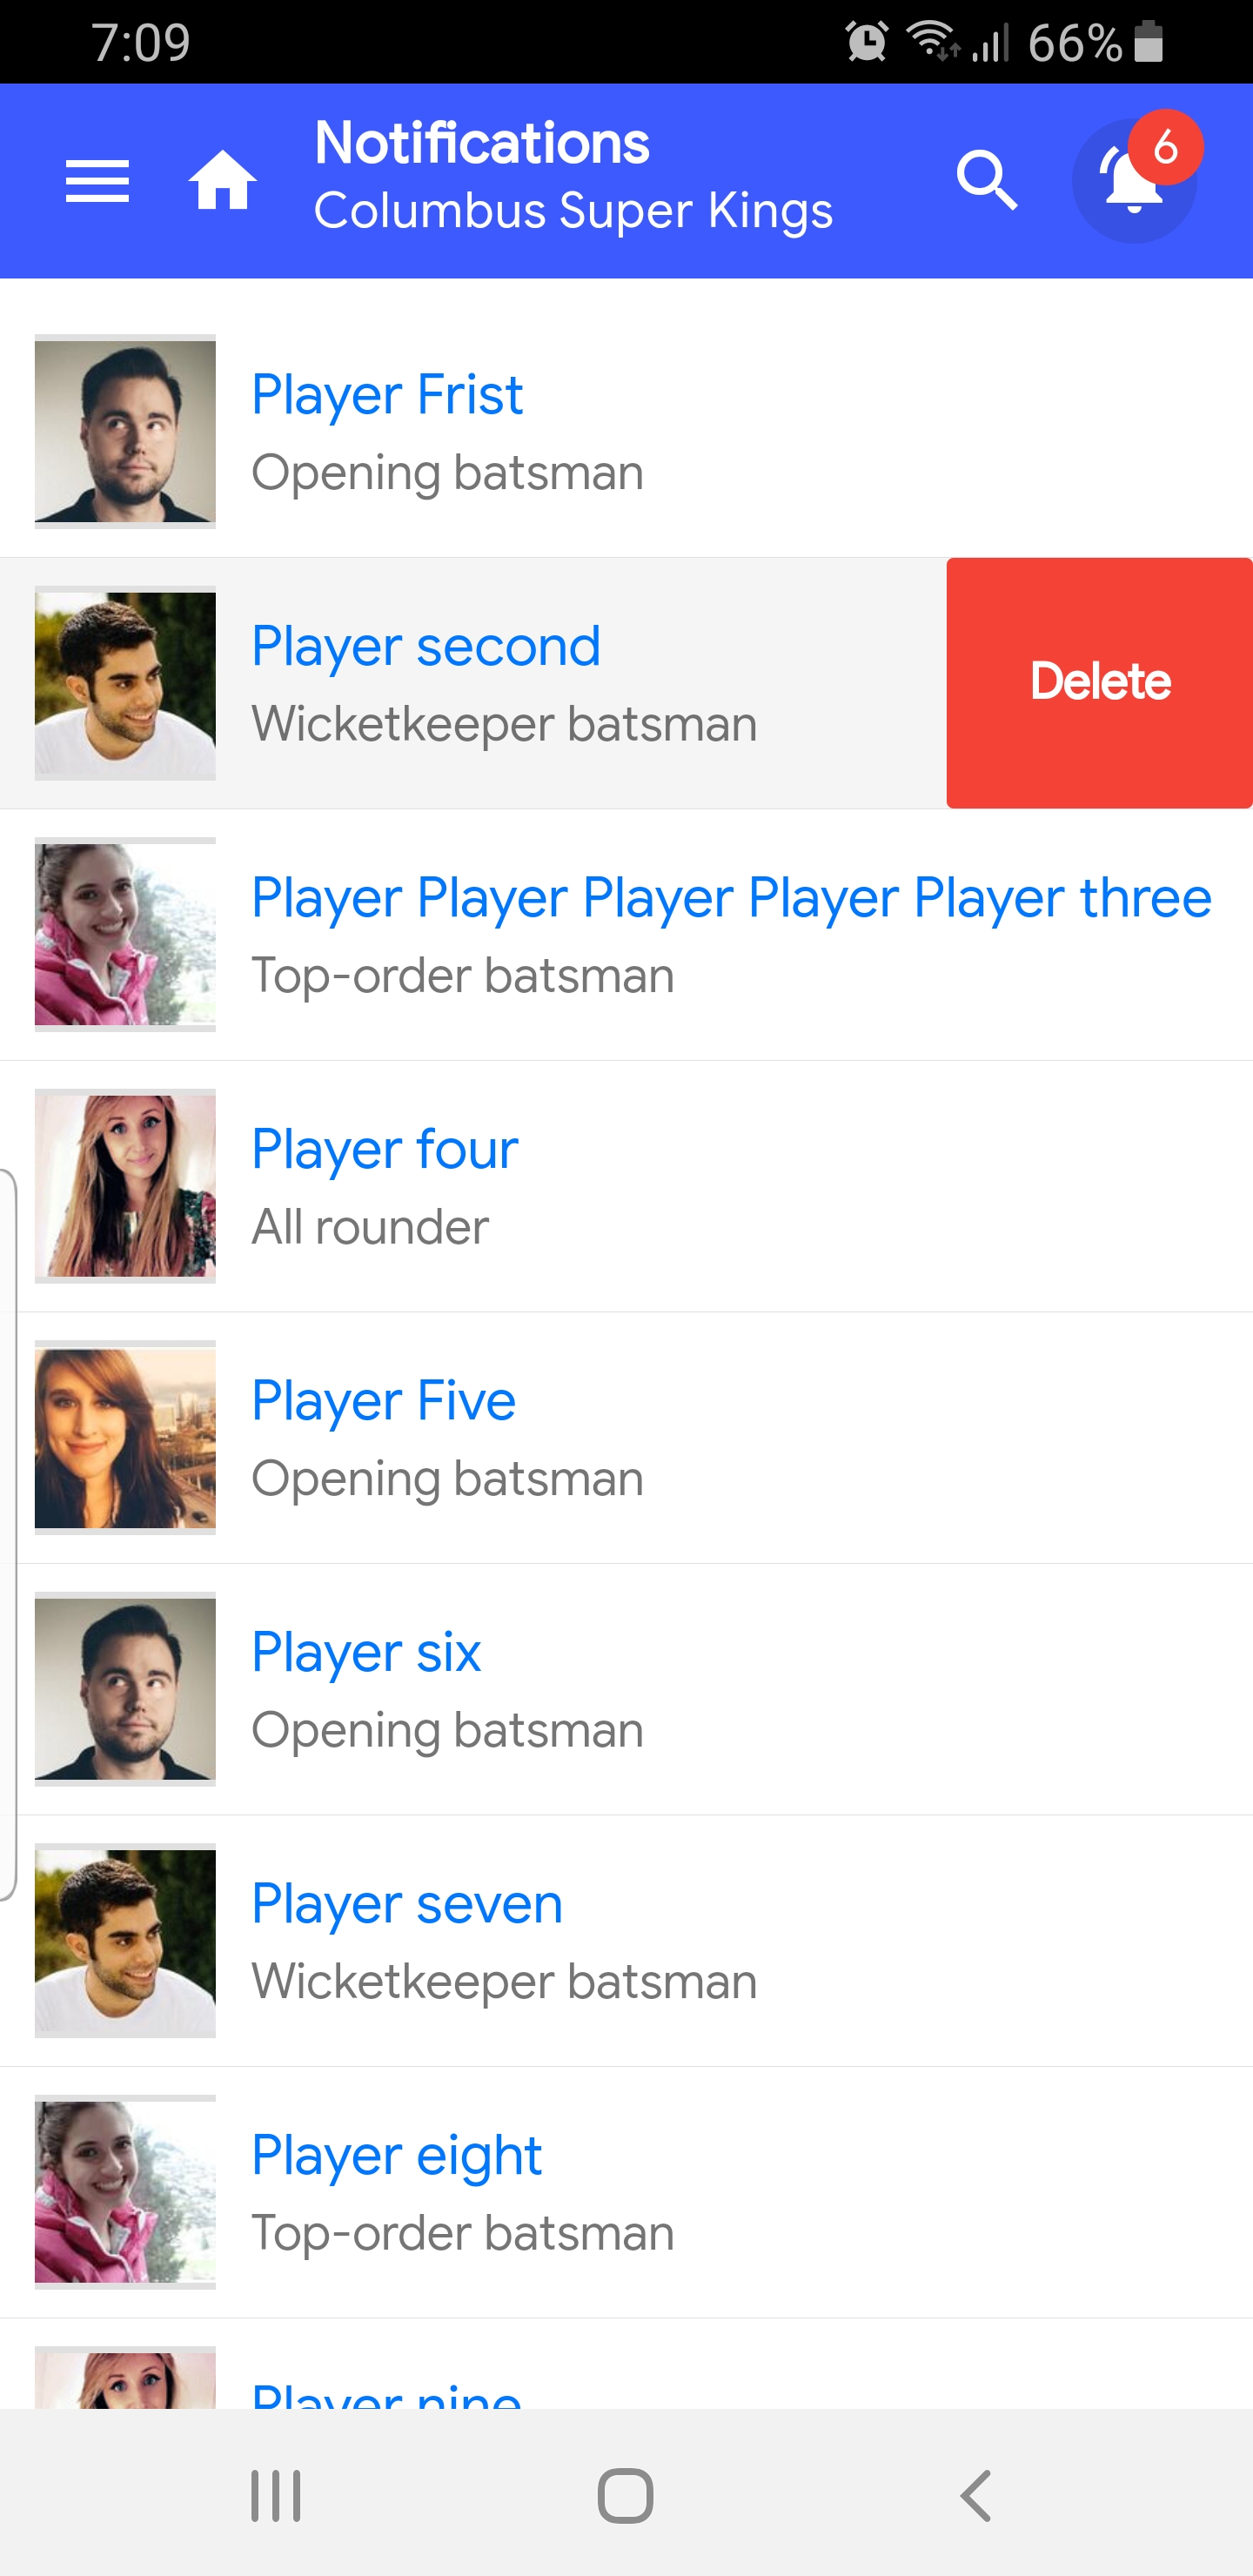 7:09
66%
Notifications
6
Columbus Super Kings
Player Frist
Opening batsman
Player second
Wicketkeeper batsman
Delete
Player Player Player Player Player three
Top-order batsman
Player four
All rounder
Player Five
Opening batsman
Player six
Opening batsman
Player seven
Wicketkeeper batsman
Player eight
Top-order batsman
Player nine